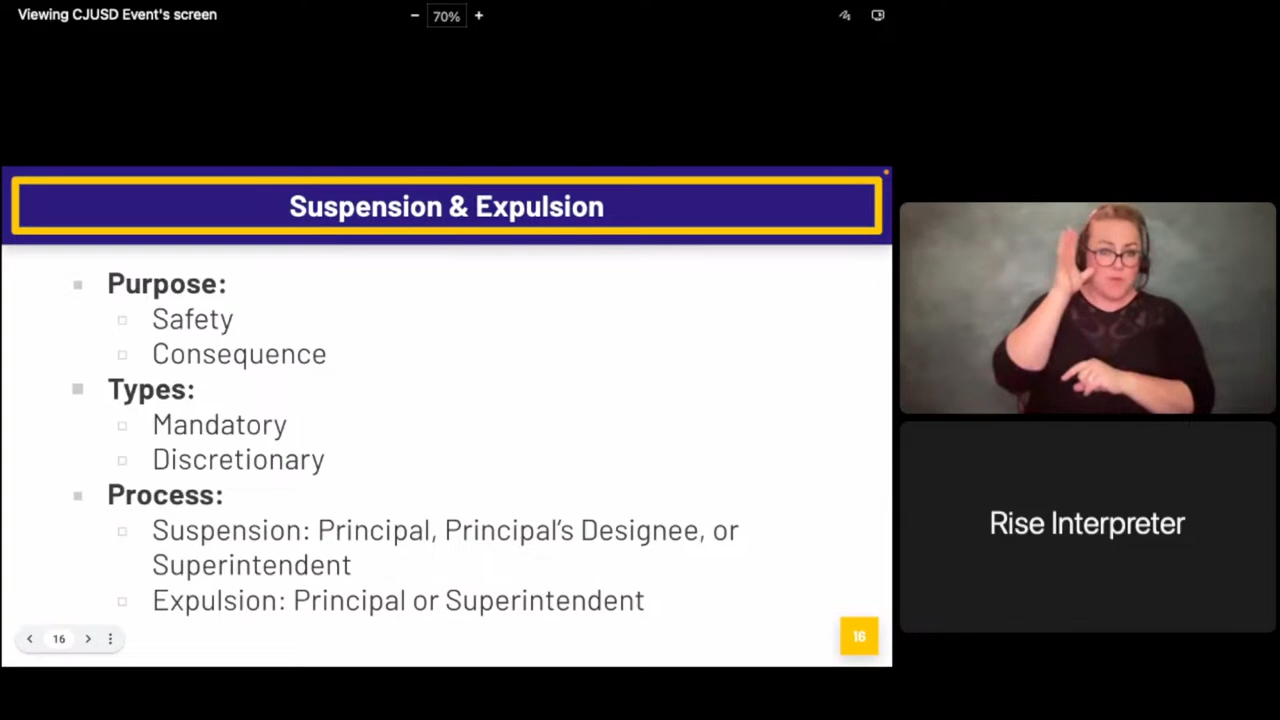 Viewing CJUSD Event's screen
− 70% +
Suspension & Expulsion
Purpose:
Safety
Consequence
Types:
Mandatory
Discretionary
Process:
Suspension: Principal, Principal's Designee, or
Superintendent
Expulsion: Principal or Superintendent
16
16
Rise Interpreter